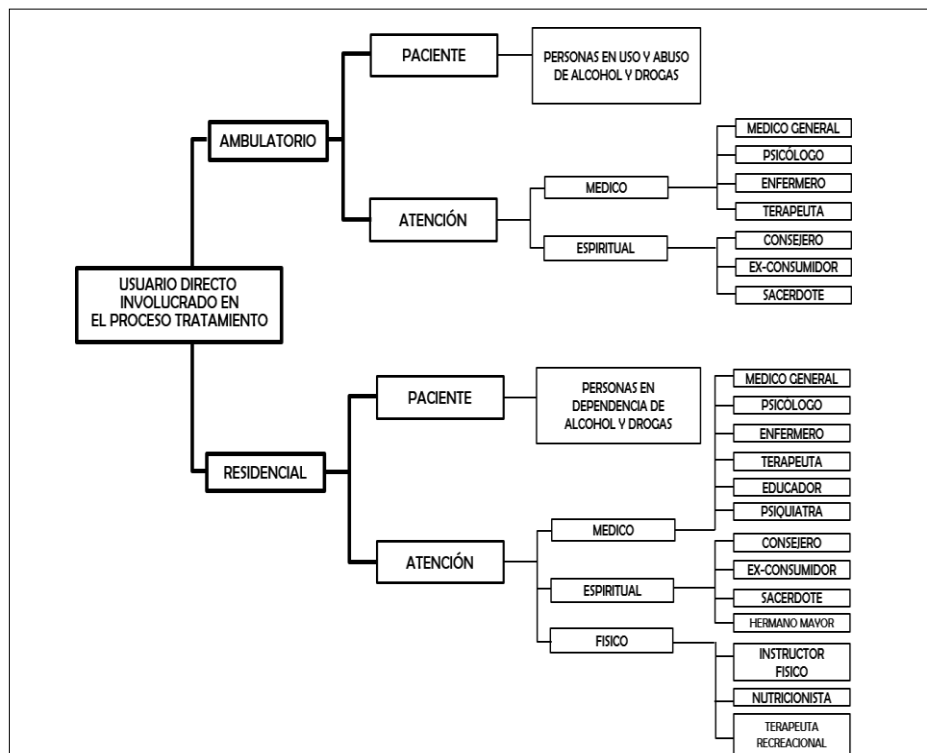 PACIENTE
PERSONAS EN USO Y ABUSO
DE ALCOHOL Y DROGAS
AMBULATORIO
ATENCIÓN
MEDICO
MEDICO GENERAL
PSICÓLOGO
ENFERMERO
TERAPEUTA
ESPIRITUAL
CONSEJERO
EX-CONSUMIDOR
SACERDOTE
USUARIO DIRECTO
INVOLUCRADO EN
EL PROCESO TRATAMIENTO
PACIENTE
PERSONAS EN
DEPENDENCIA DE
ALCOHOL Y DROGAS
RESIDENCIAL
ATENCIÓN
MEDICO
MEDICO GENERAL
PSICÓLOGO
ENFERMERO
TERAPEUTA
EDUCADOR
PSIQUIATRA
ESPIRITUAL
CONSEJERO
EX-CONSUMIDOR
SACERDOTE
HERMANO MAYOR
FISICO
INSTRUCTOR
FISICO
NUTRICIONISTA
TERAPEUTA
RECREACIONAL